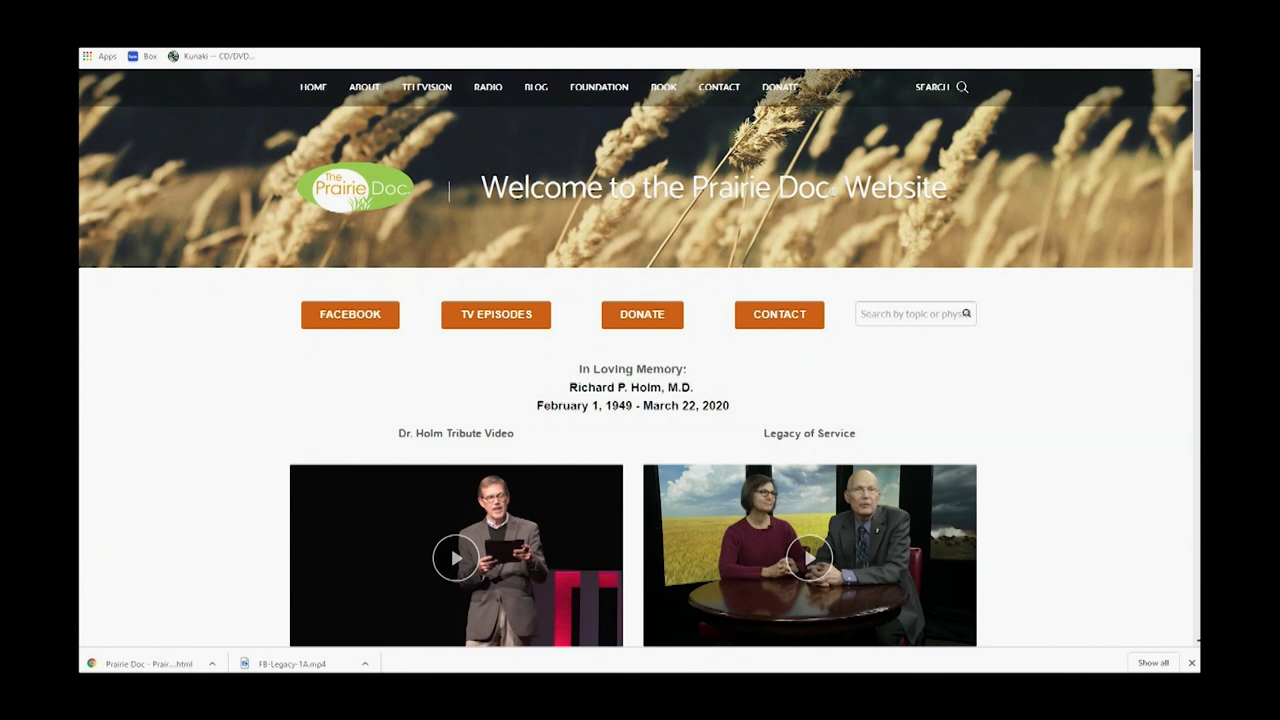 Apps Box Kunaki -- CD/DVD...
HOME ABOUT TELEVISION RADIO BLOG FOUNDATION BOOK CONTACT DONATE SEARCH
The
Prairie Doc
Welcome to the Prairie Doc® Website
FACEBOOK TV EPISODES DONATE CONTACT Search by topic or phys
In Loving Memory:
Richard P. Holm, M.D.
February 1, 1949 - March 22, 2020
Dr. Holm Tribute Video Legacy of Service
Prairie Doc - Prair....html FB-Legacy-1A.mp4 Show all